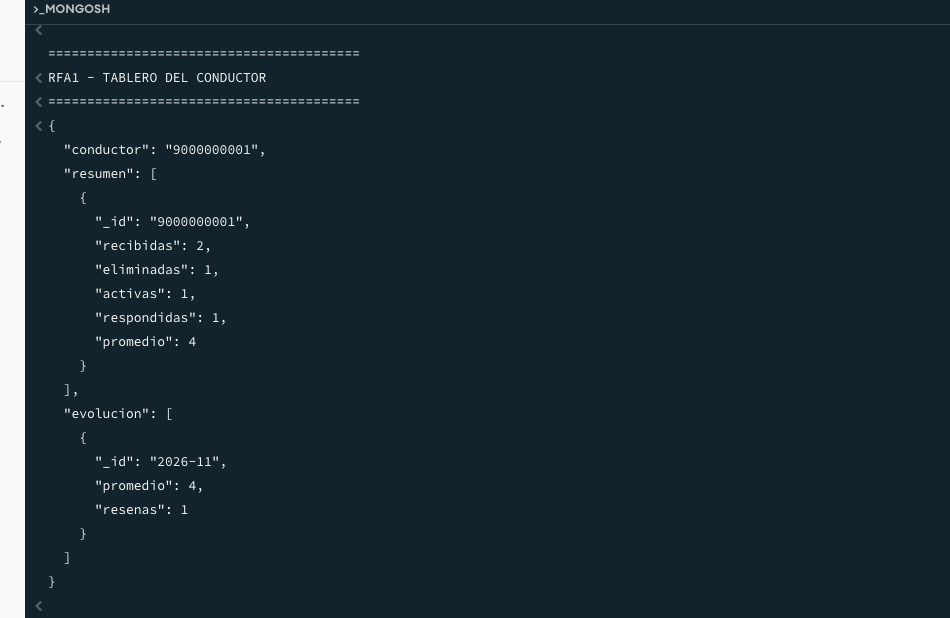 >_MONGOSH
========================================
RFA1 - TABLERO DEL CONDUCTOR
========================================
{
  "conductor": "9000000001",
  "resumen": [
    {
      "_id": "9000000001",
      "recibidas": 2,
      "eliminadas": 1,
      "activas": 1,
      "respondidas": 1,
      "promedio": 4
    }
  ],
  "evolucion": [
    {
      "_id": "2026-11",
      "promedio": 4,
      "resenas": 1
    }
  ]
}